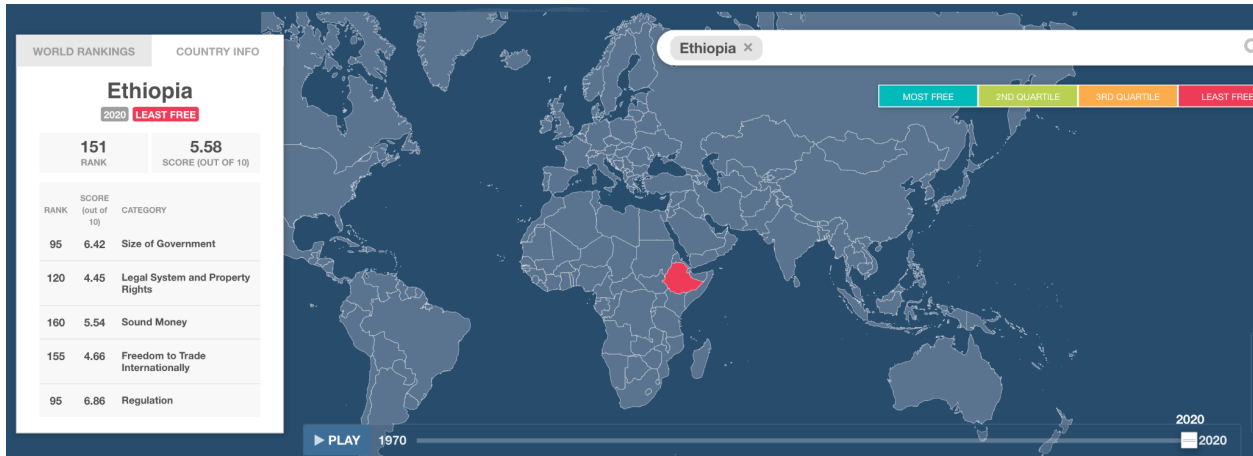 WORLD RANKINGS
COUNTRY INFO
Ethiopia
2020 LEAST FREE
151
RANK
5.58
SCORE (OUT OF 10)
RANK
SCORE
(out of
10)
CATEGORY
95 6.42 Size of Government
120 4.45 Legal System and Property
Rights
160 5.54 Sound Money
155 4.66 Freedom to Trade
Internationally
95 6.86 Regulation
Ethiopia ×
MOST FREE 2ND QUARTILE 3RD QUARTILE LEAST FREE
2020
PLAY 1970 2020